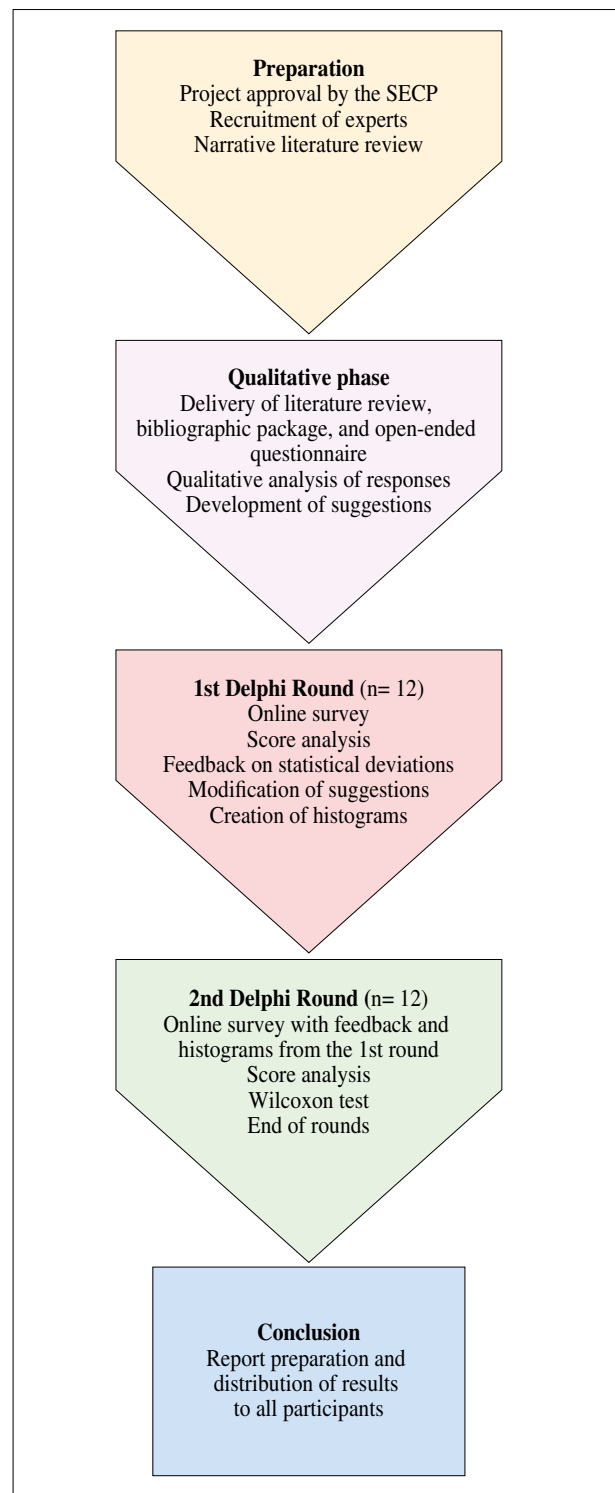 Preparation
Project approval by the SECP
Recruitment of experts
Narrative literature review
Qualitative phase
Delivery of literature review,
bibliographic package, and open-ended
questionnaire
Qualitative analysis of responses
Development of suggestions
1st Delphi Round (n= 12)
Online survey
Score analysis
Feedback on statistical deviations
Modification of suggestions
Creation of histograms
2nd Delphi Round (n= 12)
Online survey with feedback and
histograms from the 1st round
Score analysis
Wilcoxon test
End of rounds
Conclusion
Report preparation and
distribution of results
to all participants